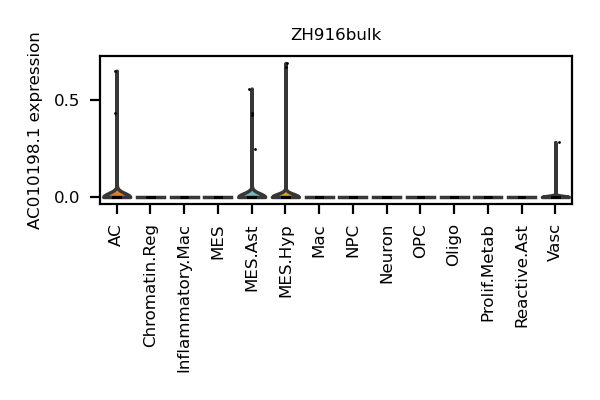 ZH916bulk
AC010198.1 expression
0.5
0.0
AC
Chromatin.Reg
Inflammatory.Mac
MES
MES.Ast
MES.Hyp
Mac
NPC
Neuron
OPC
Oligo
Prolif.Metab
Reactive.Ast
Vasc